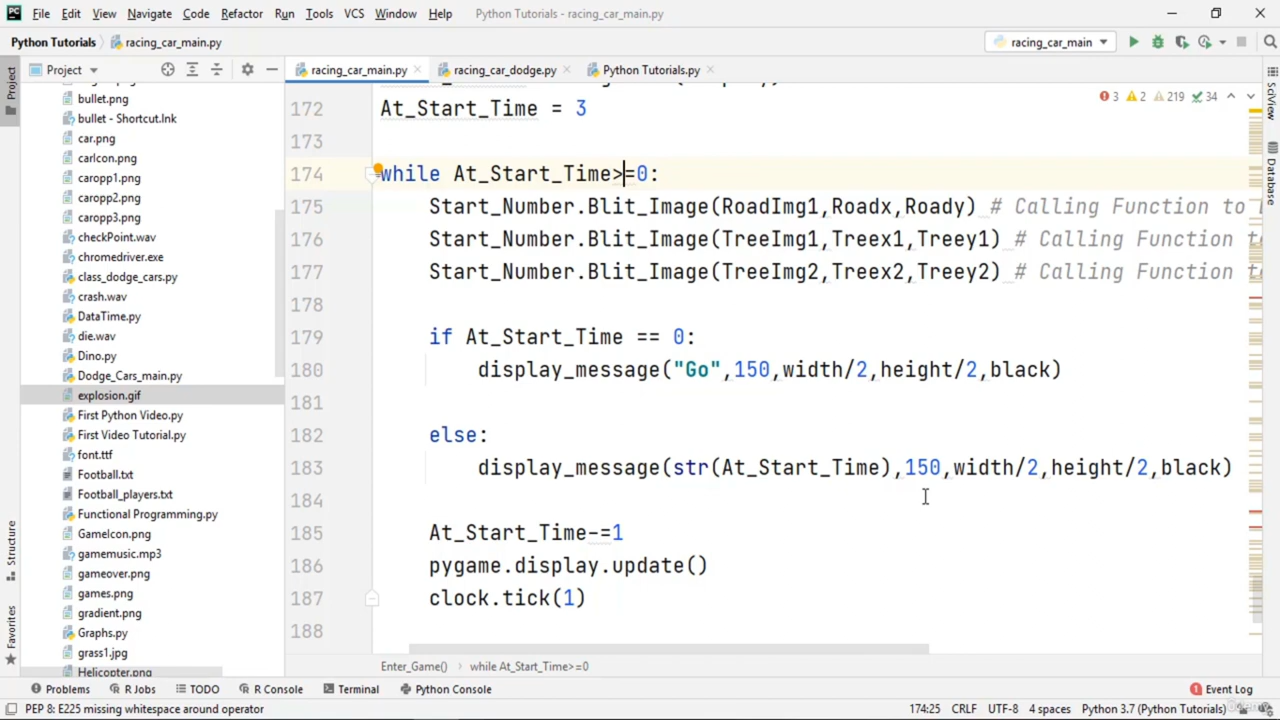 File Edit View Navigate Code Refactor Run Tools VCS Window Help Python Tutorials - racing_car_main.py
Python Tutorials racing_car_main.py racing_car_main
Project racing_car_main.py racing_car_dodge.py Python Tutorials.py
Project
SciView
Database
Structure
Favorites
bullet.png
bullet - Shortcut.lnk
car.png
carIcon.png
caropp1.png
caropp2.png
caropp3.png
checkPoint.wav
chromedriver.exe
class_dodge_cars.py
crash.wav
DataTime.py
die.wav
Dino.py
Dodge_Cars_main.py
explosion.gif
First Python Video.py
First Video Tutorial.py
font.ttf
Football.txt
Football_players.txt
Functional Programming.py
GameIcon.png
gamemusic.mp3
gameover.png
games.png
gradient.png
Graphs.py
grass1.jpg
Helicopter.png
3 2 219 34
172 At_Start_Time = 3
173
174 while At_Start_Time>=0:
175 Start_Number.Blit_Image(RoadImg1,Roadx,Roady) # Calling Function to
176 Start_Number.Blit_Image(TreeImg1,Treex1,Treey1) # Calling Function
177 Start_Number.Blit_Image(TreeImg2,Treex2,Treey2) # Calling Function
178
179 if At_Start_Time == 0:
180 display_message("Go",150,width/2,height/2,black)
181
182 else:
183 display_message(str(At_Start_Time),150,width/2,height/2,black)
184
185 At_Start_Time-=1
186 pygame.display.update()
187 clock.tick(1)
188
Enter_Game() while At_Start_Time>=0
Problems R Jobs TODO R Console Terminal Python Console Event Log
PEP 8: E225 missing whitespace around operator 174:25 CRLF UTF-8 4 spaces Python 3.7 (Python Tutorials)